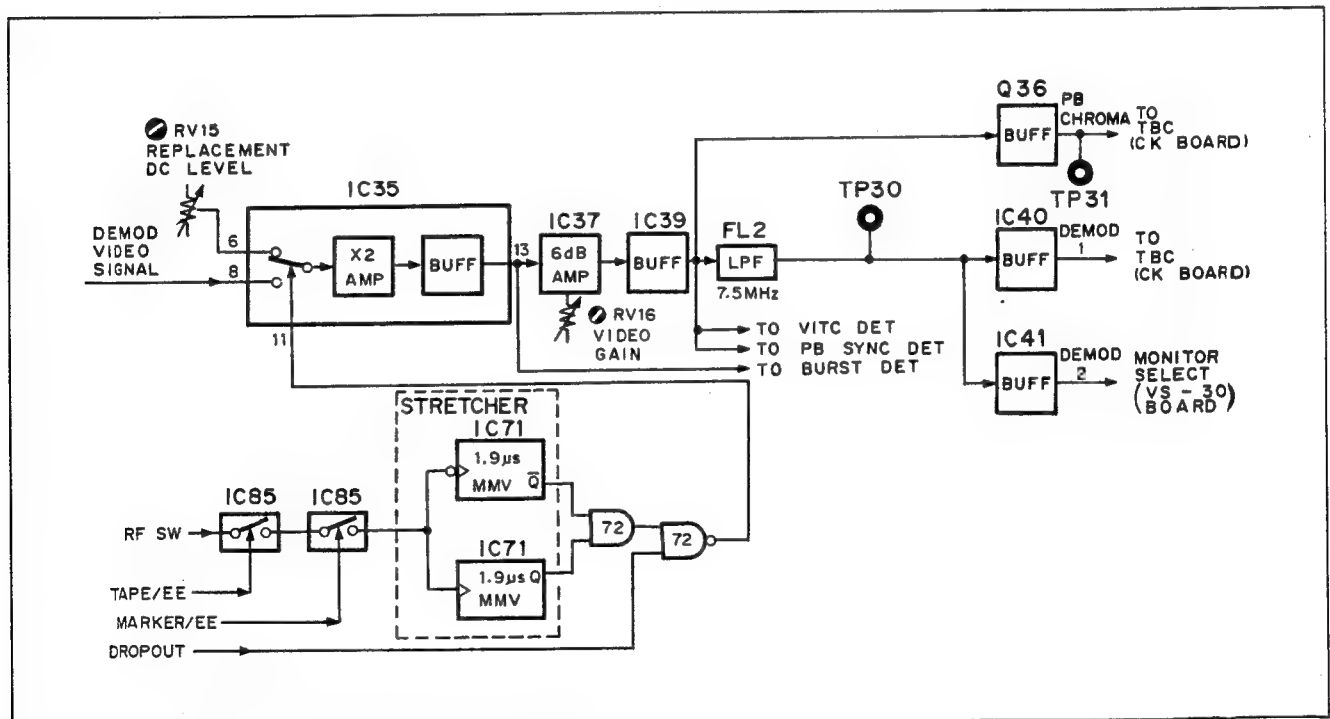 RV15
REPLACEMENT
DC LEVEL
DEMOD
VIDEO
SIGNAL
6
8
11
IC35
X2
AMP
BUFF
13
IC37
6dB
AMP
RV16
VIDEO
GAIN
IC39
BUFF
FL2
LPF
7.5MHz
TP30
TO VITC DET
TO PB SYNC DET
TO BURST DET
Q36
BUFF
PB
CHROMA
TO
TBC
(CK BOARD)
TP31
IC40
BUFF
DEMOD
1
TO
TBC
(CK BOARD)
IC41
BUFF
DEMOD
2
MONITOR
SELECT
(VS-30
BOARD)
STRETCHER
IC71
1.9μs
MMV
Q̅
IC71
1.9μs Q
MMV
72
72
IC85
IC85
RF SW
TAPE/EE
MARKER/EE
DROPOUT